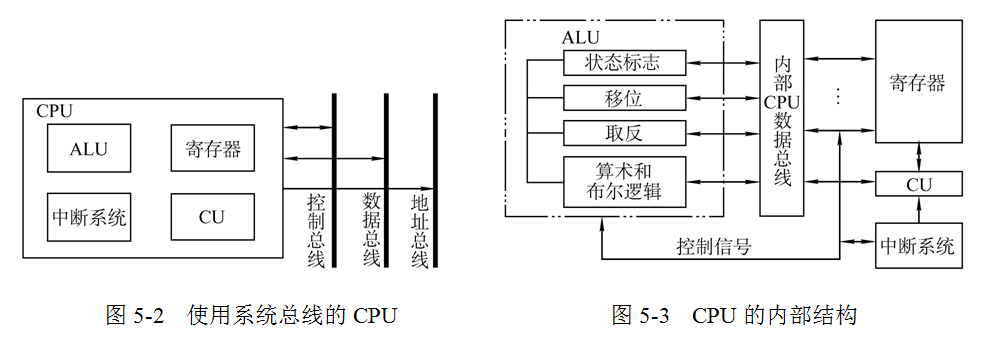 CPU
ALU
寄存器
中断系统
CU
控制总线
数据总线
地址总线
图 5-2 使用系统总线的 CPU
ALU
状态标志
移位
取反
算术和
布尔逻辑
内部CPU数据总线
寄存器
CU
中断系统
控制信号
图 5-3 CPU 的内部结构